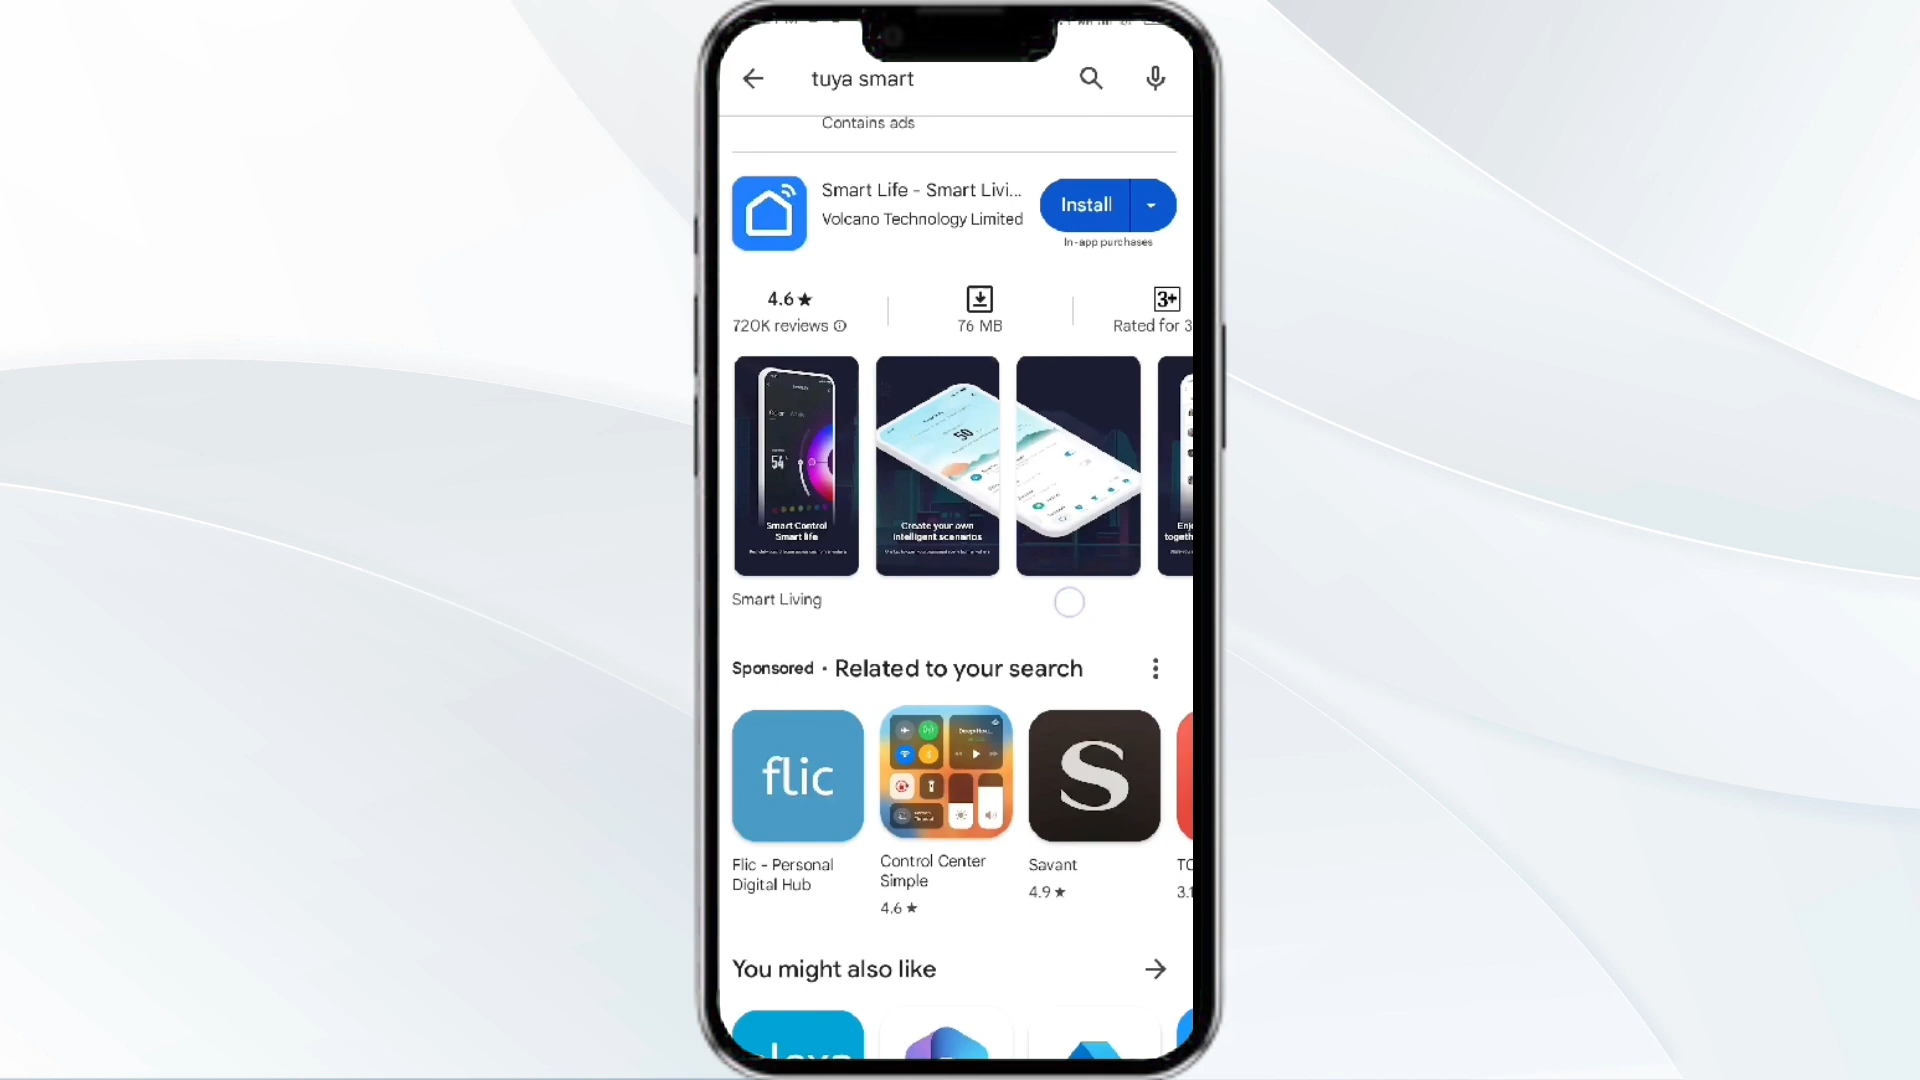 tuya smart
Contains ads
Smart Life - Smart Livi...
Volcano Technology Limited
Install
In-app purchases
4.6★
720K reviews
76 MB
3+
Rated for 3
54
Smart Control
Smart life
50
Create your own
intelligent scenarios
Enj
togeth
Smart Living
Sponsored · Related to your search
flic
S
Flic - Personal
Digital Hub
Control Center
Simple
4.6★
Savant
4.9★
TC
3.1
You might also like